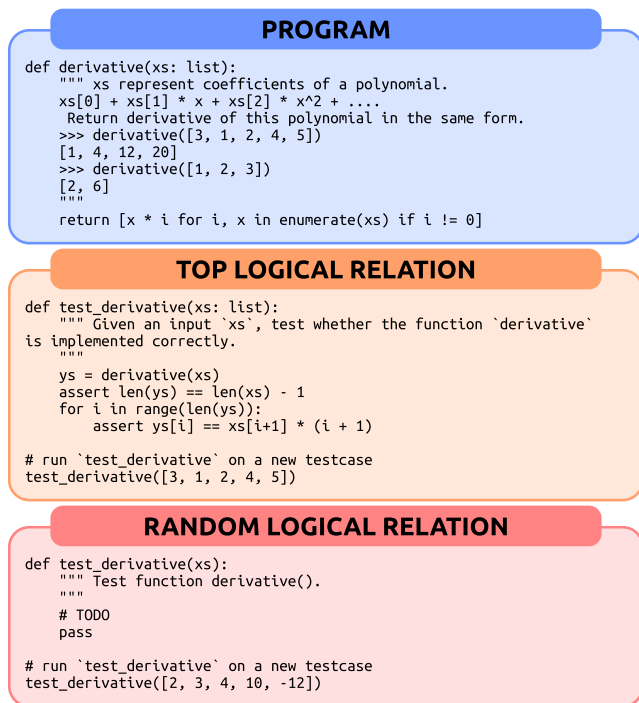 PROGRAM
def derivative(xs: list):
    """ xs represent coefficients of a polynomial.
    xs[0] + xs[1] * x + xs[2] * x^2 + ....
     Return derivative of this polynomial in the same form.
    >>> derivative([3, 1, 2, 4, 5])
    [1, 4, 12, 20]
    >>> derivative([1, 2, 3])
    [2, 6]
    """
    return [x * i for i, x in enumerate(xs) if i != 0]
TOP LOGICAL RELATION
def test_derivative(xs: list):
    """ Given an input `xs`, test whether the function `derivative`
is implemented correctly.
    """
    ys = derivative(xs)
    assert len(ys) == len(xs) - 1
    for i in range(len(ys)):
        assert ys[i] == xs[i+1] * (i + 1)
# run `test_derivative` on a new testcase
test_derivative([3, 1, 2, 4, 5])
RANDOM LOGICAL RELATION
def test_derivative(xs):
    """ Test function derivative().
    """
    # TODO
    pass
# run `test_derivative` on a new testcase
test_derivative([2, 3, 4, 10, -12])